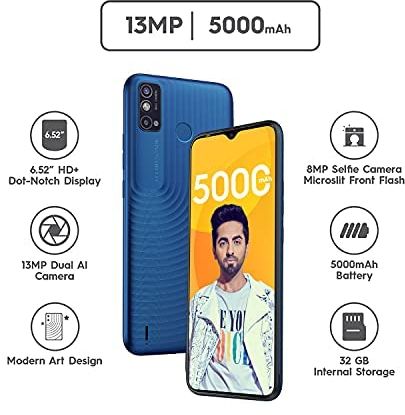 13MP | 5000mAh
6.52"
6.52" HD+
Dot-Notch Display
8MP Selfie Camera
Microslit Front Flash
5000
mAh
13MP Dual AI
Camera
5000mAh
Battery
Modern Art Design
32 GB
Internal Storage